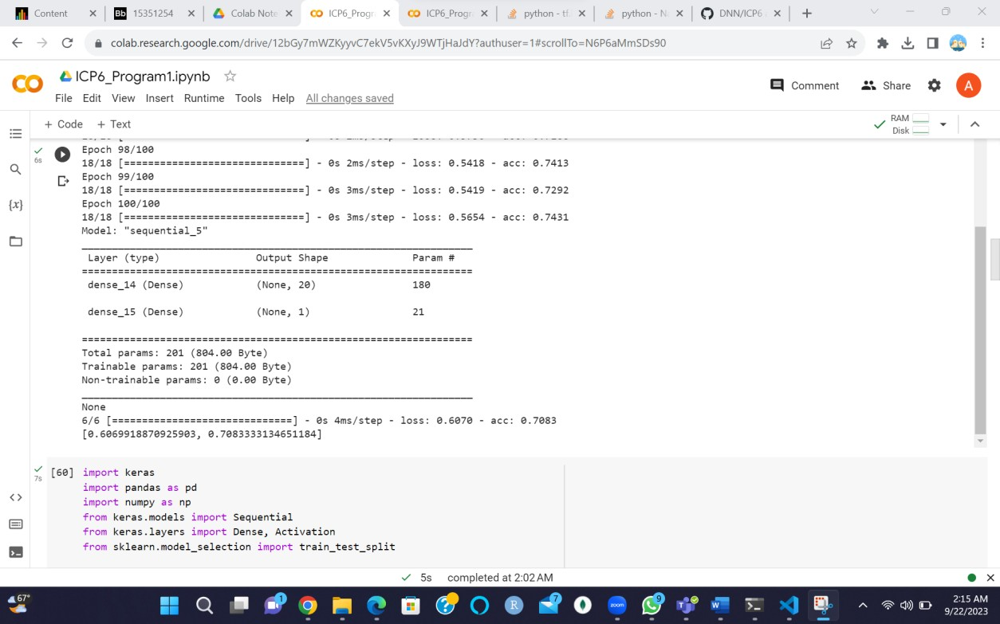 Content
Bb 15351254
Colab Note
ICP6_Progr
ICP6_Progr
python - tf
python - N
DNN/ICP6
colab.research.google.com/drive/12bGy7mWZKyyvC7ekV5vKXyJ9WTjHaJdY?authuser=1#scrollTo=N6P6aMmSDs90
ICP6_Program1.ipynb
Comment
Share
A
File Edit View Insert Runtime Tools Help All changes saved
+ Code + Text
RAM
Disk
6s
Epoch 98/100
18/18 [==============================] - 0s 2ms/step - loss: 0.5418 - acc: 0.7413
Epoch 99/100
18/18 [==============================] - 0s 3ms/step - loss: 0.5419 - acc: 0.7292
Epoch 100/100
18/18 [==============================] - 0s 3ms/step - loss: 0.5654 - acc: 0.7431
Model: "sequential_5"
_________________________________________________________________
Layer (type) Output Shape Param #
=================================================================
dense_14 (Dense) (None, 20) 180
dense_15 (Dense) (None, 1) 21
=================================================================
Total params: 201 (804.00 Byte)
Trainable params: 201 (804.00 Byte)
Non-trainable params: 0 (0.00 Byte)
_________________________________________________________________
None
6/6 [==============================] - 0s 4ms/step - loss: 0.6070 - acc: 0.7083
[0.6069918870925903, 0.7083333134651184]
7s
[60] import keras
import pandas as pd
import numpy as np
from keras.models import Sequential
from keras.layers import Dense, Activation
from sklearn.model_selection import train_test_split
5s completed at 2:02 AM
67°
1
R
7
zoom
9
2:15 AM
9/22/2023